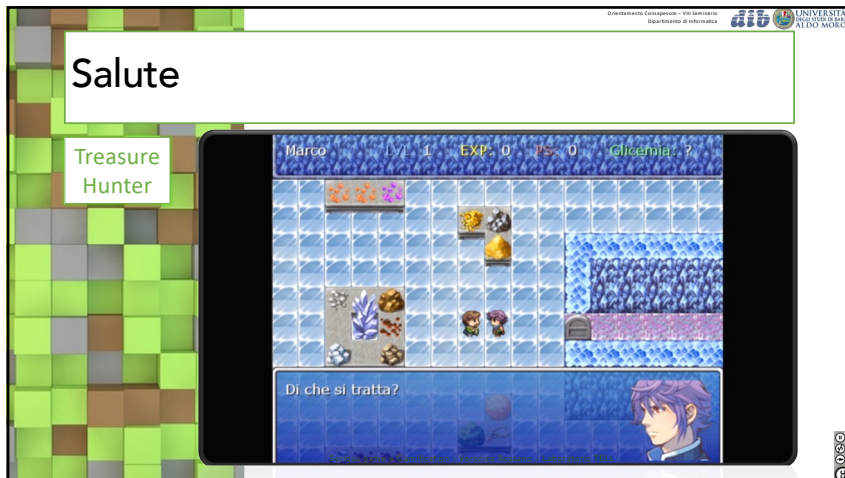 Orientamento Consapevole – VIII Seminario
Dipartimento di Informatica
UNIVERSITÀ
DEGLI STUDI DI BARI
ALDO MORO
Salute
Treasure
Hunter
Marco LVL 1 EXP: 0 PS: 0 Glicemia: ?
Di che si tratta?